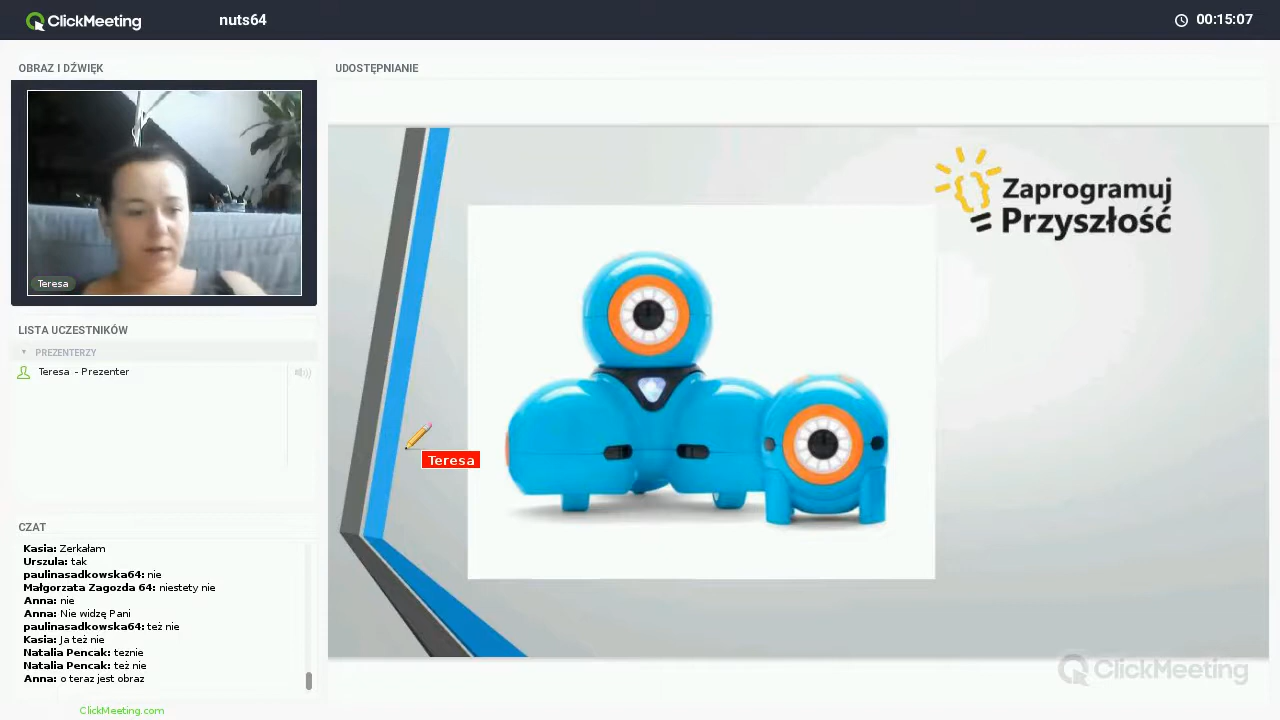 ClickMeeting
nuts64
00:15:07
OBRAZ I DŹWIĘK
UDOSTĘPNIANIE
Teresa
LISTA UCZESTNIKÓW
PREZENTERZY
Teresa - Prezenter
CZAT
Kasia: Zerkałam
Urszula: tak
paulinasadkowska64: nie
Małgorzata Zagozda 64: niestety nie
Anna: nie
Anna: Nie widzę Pani
paulinasadkowska64: też nie
Kasia: Ja też nie
Natalia Pencak: teznie
Natalia Pencak: też nie
Anna: o teraz jest obraz
ClickMeeting.com
Zaprogramuj
Przyszłość
Teresa
ClickMeeting